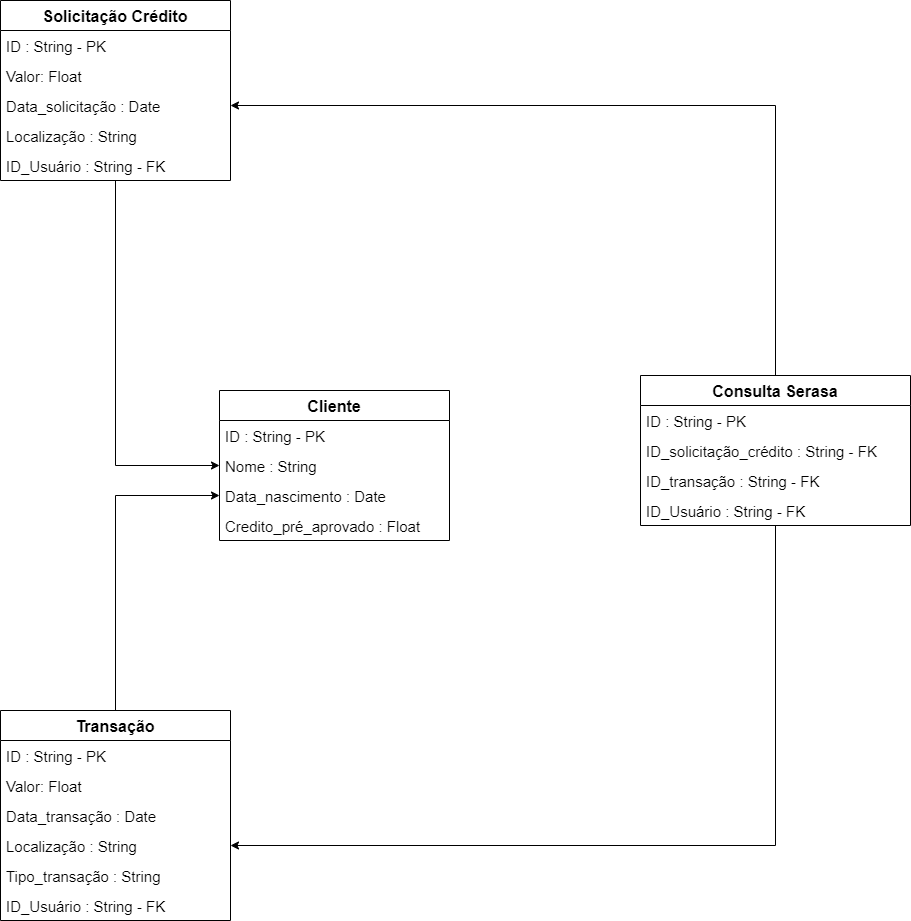 Solicitação Crédito
ID : String - PK
Valor: Float
Data_solicitação : Date
Localização : String
ID_Usuário : String - FK
Cliente
ID : String - PK
Nome : String
Data_nascimento : Date
Credito_pré_aprovado : Float
Consulta Serasa
ID : String - PK
ID_solicitação_crédito : String - FK
ID_transação : String - FK
ID_Usuário : String - FK
Transação
ID : String - PK
Valor: Float
Data_transação : Date
Localização : String
Tipo_transação : String
ID_Usuário : String - FK